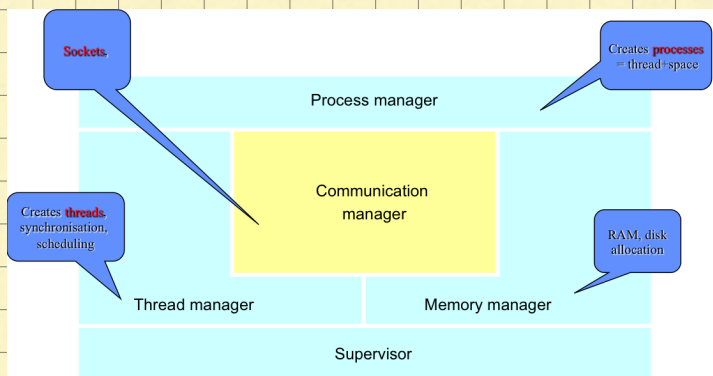 Sockets.
Creates processes
= thread+space
Process manager
Communication
manager
Creates threads,
synchronisation,
scheduling
RAM, disk
allocation
Thread manager
Memory manager
Supervisor